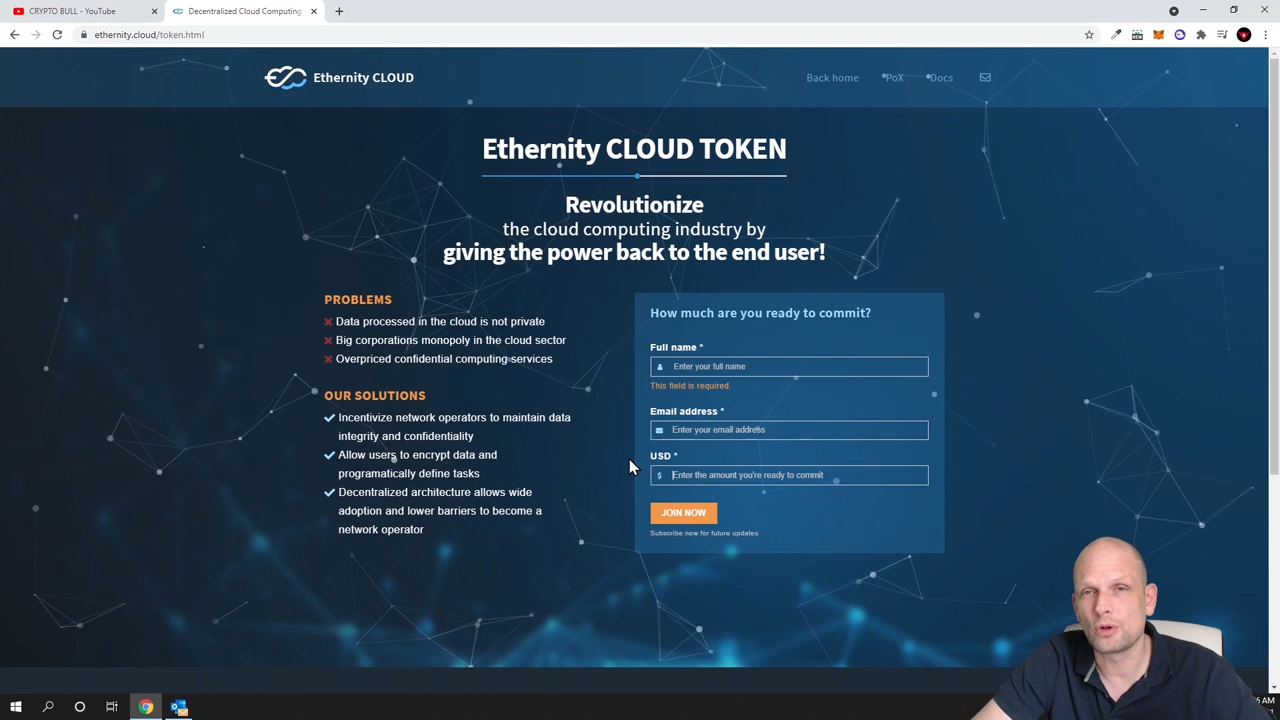 CRYPTO BULL - YouTube
Decentralized Cloud Computing
ethernity.cloud/token.html
Ethernity CLOUD
Back home
PoX
Docs
Ethernity CLOUD TOKEN
Revolutionize
the cloud computing industry by
giving the power back to the end user!
PROBLEMS
Data processed in the cloud is not private
Big corporations monopoly in the cloud sector
Overpriced confidential computing services
OUR SOLUTIONS
Incentivize network operators to maintain data
integrity and confidentiality
Allow users to encrypt data and
programatically define tasks
Decentralized architecture allows wide
adoption and lower barriers to become a
network operator
How much are you ready to commit?
Full name *
Enter your full name
This field is required.
Email address *
Enter your email address
USD *
$
Enter the amount you're ready to commit
JOIN NOW
Subscribe now for future updates
AM